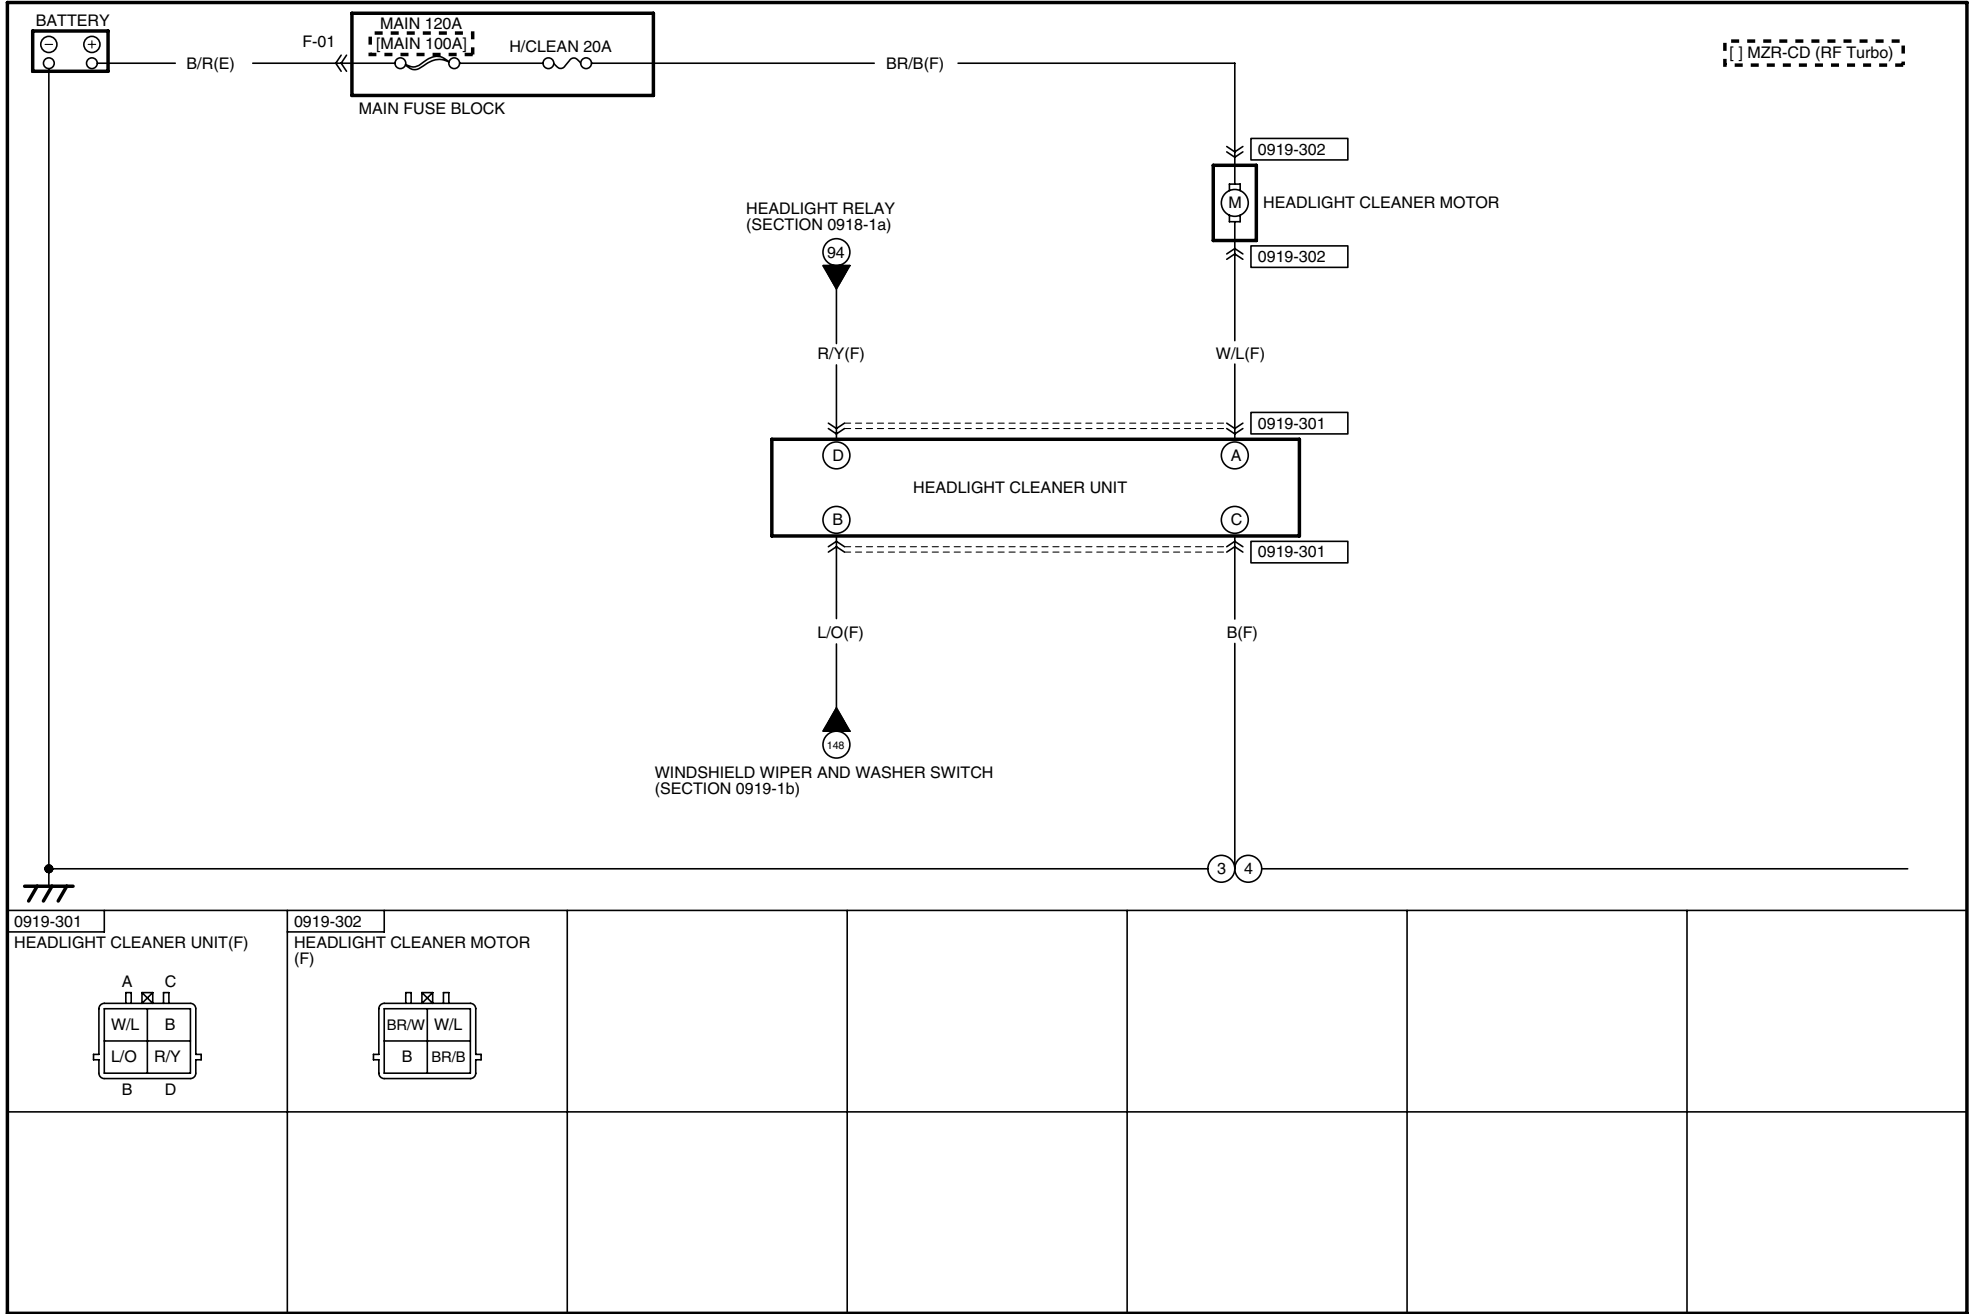 BATTERY
− +
B/R(E)
F-01
MAIN 120A
[MAIN 100A]
H/CLEAN 20A
MAIN FUSE BLOCK
BR/B(F)
[ ] MZR-CD (RF Turbo)
0919-302
M
HEADLIGHT CLEANER MOTOR
0919-302
HEADLIGHT RELAY
(SECTION 0918-1a)
94
R/Y(F)
W/L(F)
0919-301
D
A
HEADLIGHT CLEANER UNIT
B
C
0919-301
L/O(F)
B(F)
148
WINDSHIELD WIPER AND WASHER SWITCH
(SECTION 0919-1b)
3 4
0919-301
HEADLIGHT CLEANER UNIT(F)
A C
W/L B
L/O R/Y
B D
0919-302
HEADLIGHT CLEANER MOTOR
(F)
BR/W W/L
B BR/B